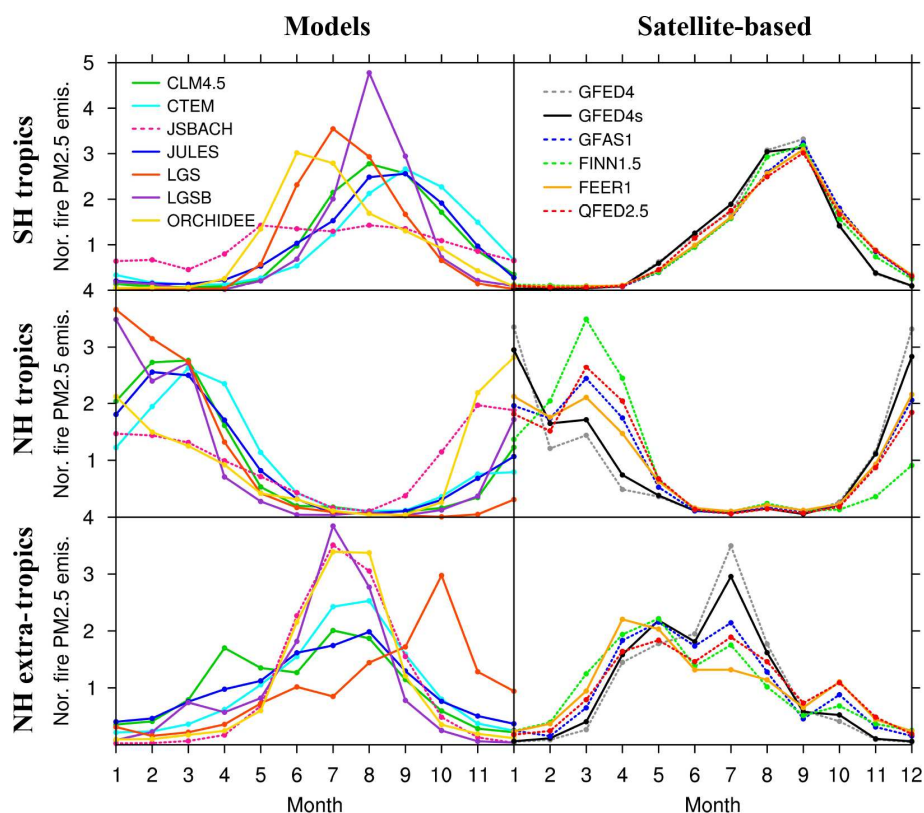 Models Satellite-based
SH tropics
Nor. fire PM2.5 emis.
5
4
3
2
1
4
CLM4.5
CTEM
JSBACH
JULES
LGS
LGSB
ORCHIDEE
GFED4
GFED4s
GFAS1
FINN1.5
FEER1
QFED2.5
NH tropics
Nor. fire PM2.5 emis.
3
2
1
4
NH extra-tropics
Nor. fire PM2.5 emis.
3
2
1
1 2 3 4 5 6 7 8 9 10 11 1 2 3 4 5 6 7 8 9 10 11 12
Month Month